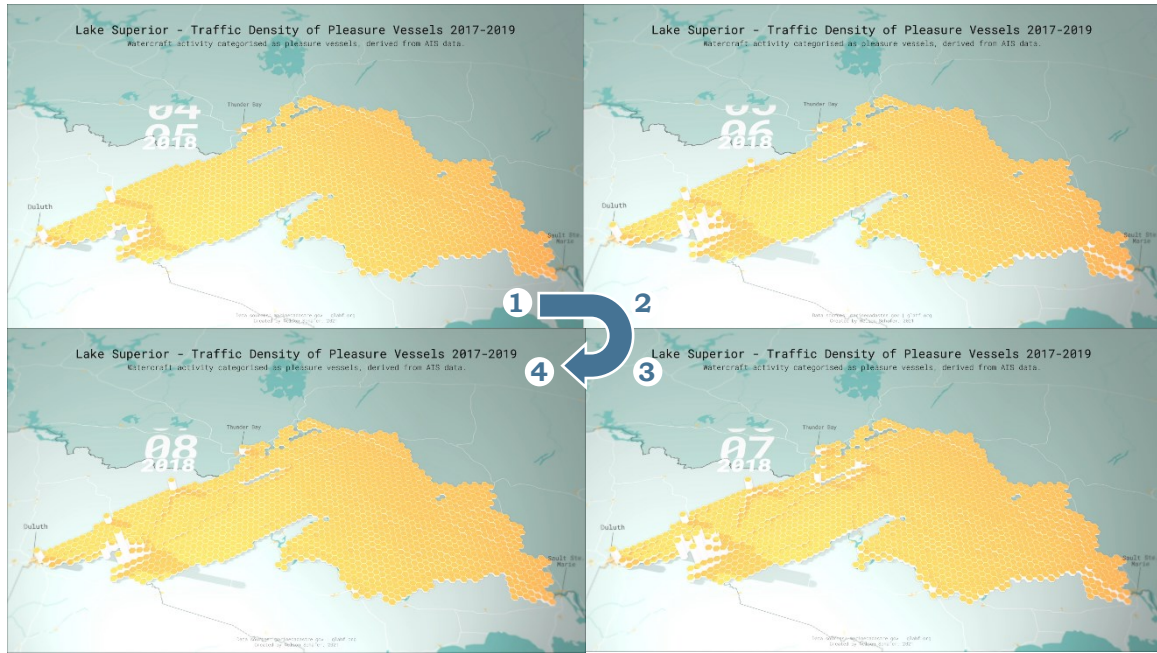 Lake Superior - Traffic Density of Pleasure Vessels 2017-2019
Watercraft activity categorised as pleasure vessels, derived from AIS data.
04
05
2018
Thunder Bay
Duluth
Sault Ste.
Marie
1
Lake Superior - Traffic Density of Pleasure Vessels 2017-2019
Watercraft activity categorised as pleasure vessels, derived from AIS data.
06
2018
Thunder Bay
Duluth
Sault Ste.
Marie
2
3
Lake Superior - Traffic Density of Pleasure Vessels 2017-2019
Watercraft activity categorised as pleasure vessels, derived from AIS data.
07
2018
Thunder Bay
Duluth
Sault Ste.
Marie
4
Lake Superior - Traffic Density of Pleasure Vessels 2017-2019
Watercraft activity categorised as pleasure vessels, derived from AIS data.
08
2018
Thunder Bay
Duluth
Sault Ste.
Marie